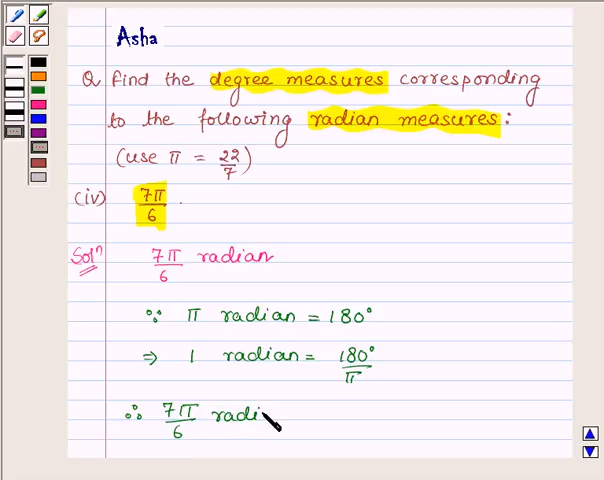 Asha
Q Find the degree measures corresponding
to the following radian measures :
(use π = 22/7)
(iv) 7π/6 .
Solⁿ 7π/6 radian
∵ π radian = 180°
⇒ 1 radian = 180°/π
∴ 7π/6 radi